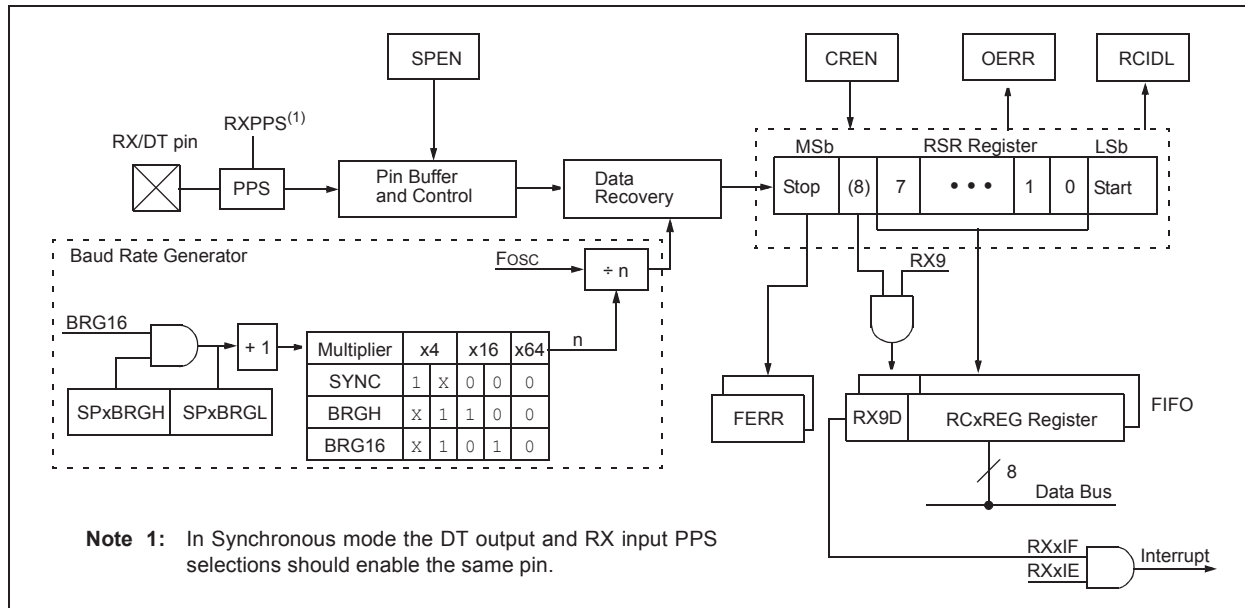 SPEN
CREN
OERR
RCIDL
RX/DT pin
RXPPS(1)
PPS
Pin Buffer
and Control
Data
Recovery
MSb
RSR Register
LSb
Stop (8) 7 • • • 1 0 Start
Baud Rate Generator
FOSC
÷ n
RX9
BRG16
+ 1
n
SPxBRGH SPxBRGL
Multiplier x4 x16 x64
SYNC 1 X 0 0 0
BRGH X 1 1 0 0
BRG16 X 1 0 1 0
FERR
RX9D
RCxREG Register
FIFO
8
Data Bus
RXxIF
RXxIE
Interrupt
Note 1: In Synchronous mode the DT output and RX input PPS
selections should enable the same pin.